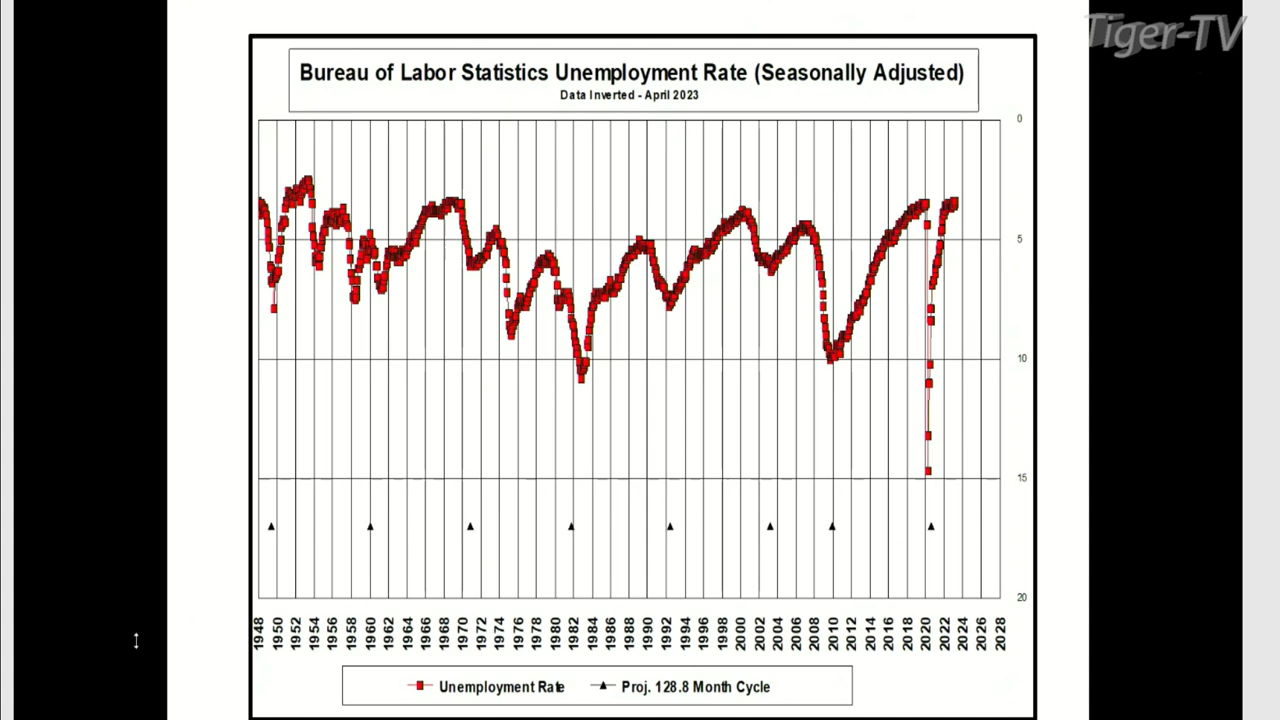 Tiger-TV
Bureau of Labor Statistics Unemployment Rate (Seasonally Adjusted)
Data Inverted - April 2023
0
5
10
15
20
1948 1950 1952 1954 1956 1958 1960 1962 1964 1966 1968 1970 1972 1974 1976 1978 1980 1982 1984 1986 1988 1990 1992 1994 1996 1998 2000 2002 2004 2006 2008 2010 2012 2014 2016 2018 2020 2022 2024 2026 2028
Unemployment Rate Proj. 128.8 Month Cycle